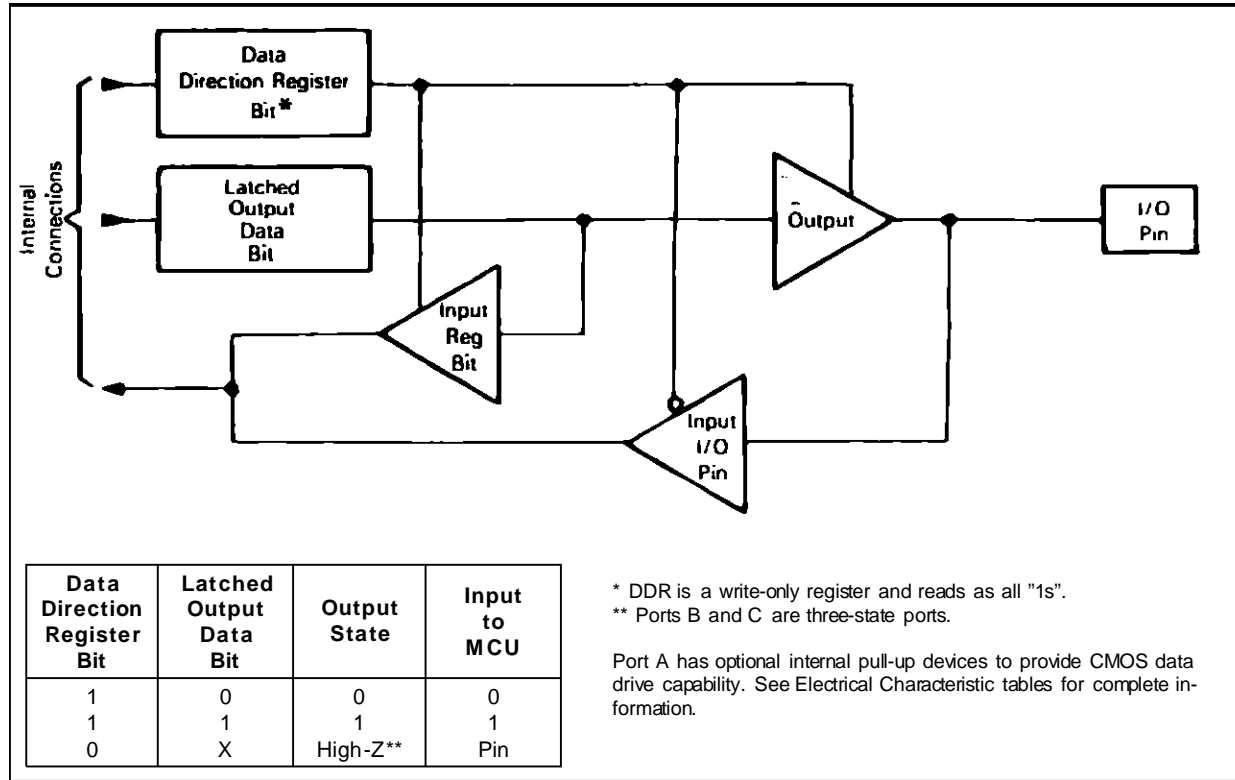 Data
Direction Register
Bit*
Internal
Connections
Latched
Output
Data
Bit
Output
I/O
Pin
Input
Reg
Bit
Input
I/O
Pin
Data
Direction
Register
Bit
Latched
Output
Data
Bit
Output
State
Input
to
MCU
1 0 0 0
1 1 1 1
0 X High-Z** Pin
* DDR is a write-only register and reads as all ”1s”.
** Ports B and C are three-state ports.
Port A has optional internal pull-up devices to provide CMOS data
drive capability. See Electrical Characteristic tables for complete in-
formation.